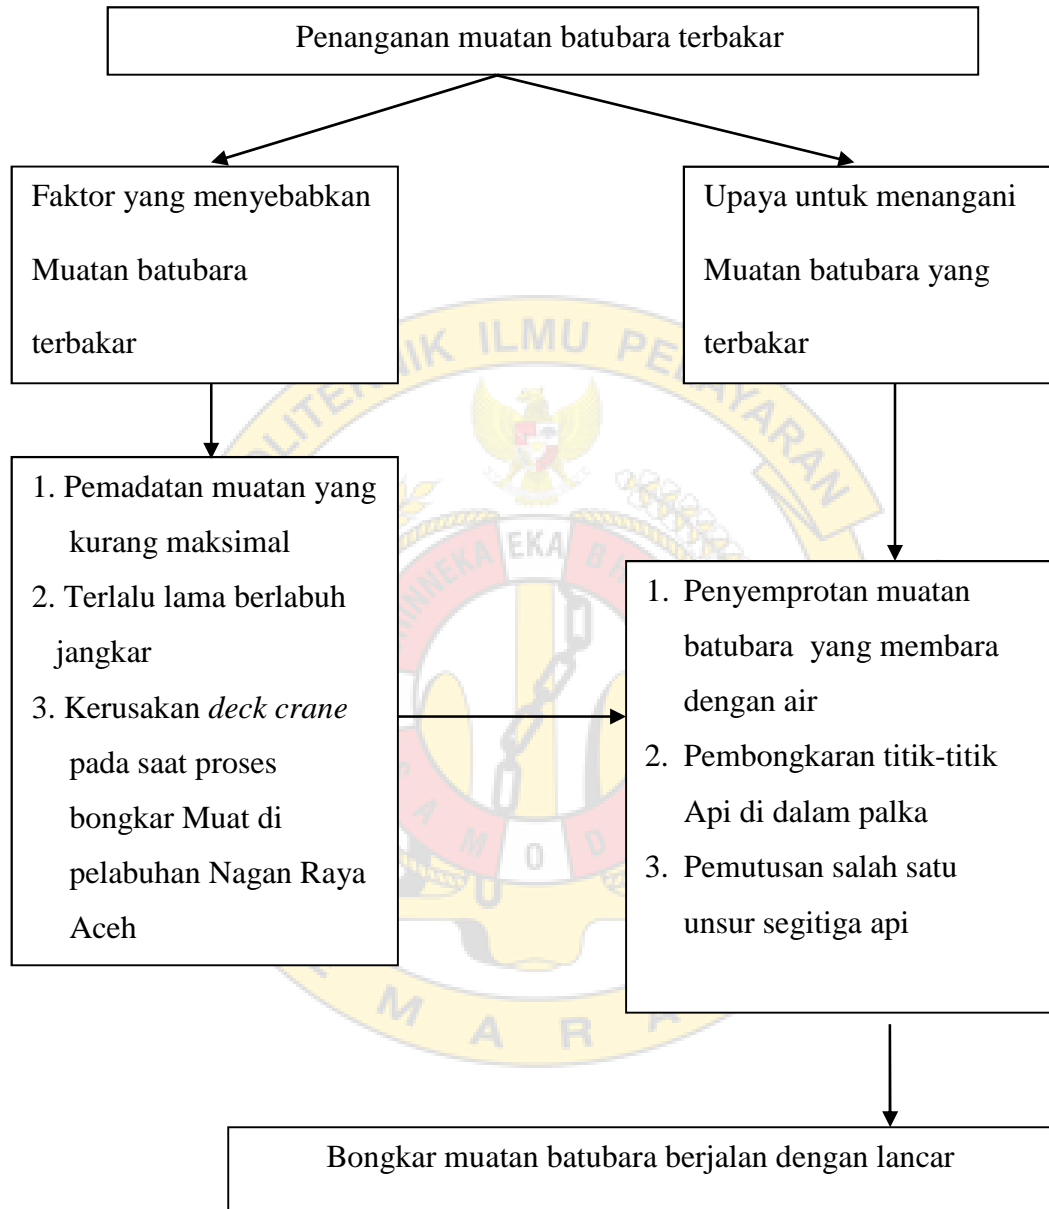 Penanganan muatan batubara terbakar
Faktor yang menyebabkan
Muatan batubara
terbakar
Upaya untuk menangani
Muatan batubara yang
terbakar
1. Pemadatan muatan yang
kurang maksimal
2. Terlalu lama berlabuh
jangkar
3. Kerusakan deck crane
pada saat proses
bongkar Muat di
pelabuhan Nagan Raya
Aceh
1. Penyemprotan muatan
batubara  yang membara
dengan air
2. Pembongkaran titik-titik
Api di dalam palka
3. Pemutusan salah satu
unsur segitiga api
Bongkar muatan batubara berjalan dengan lancar
ILMU
EKA